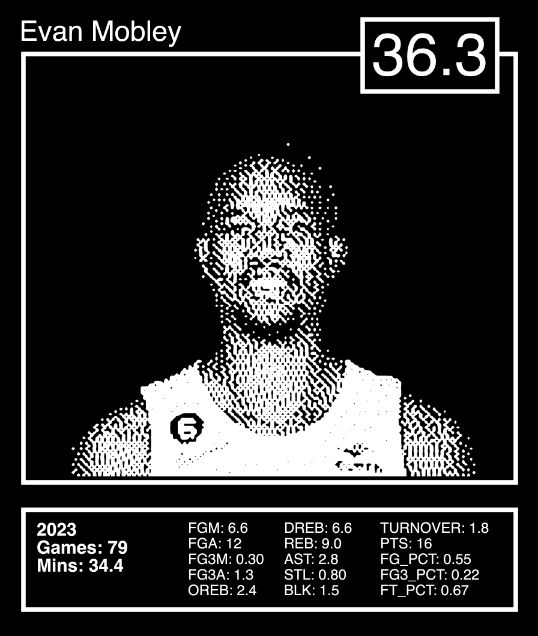 Evan Mobley
36.3
6
2023
Games: 79
Mins: 34.4
FGM: 6.6
FGA: 12
FG3M: 0.30
FG3A: 1.3
OREB: 2.4
DREB: 6.6
REB: 9.0
AST: 2.8
STL: 0.80
BLK: 1.5
TURNOVER: 1.8
PTS: 16
FG_PCT: 0.55
FG3_PCT: 0.22
FT_PCT: 0.67